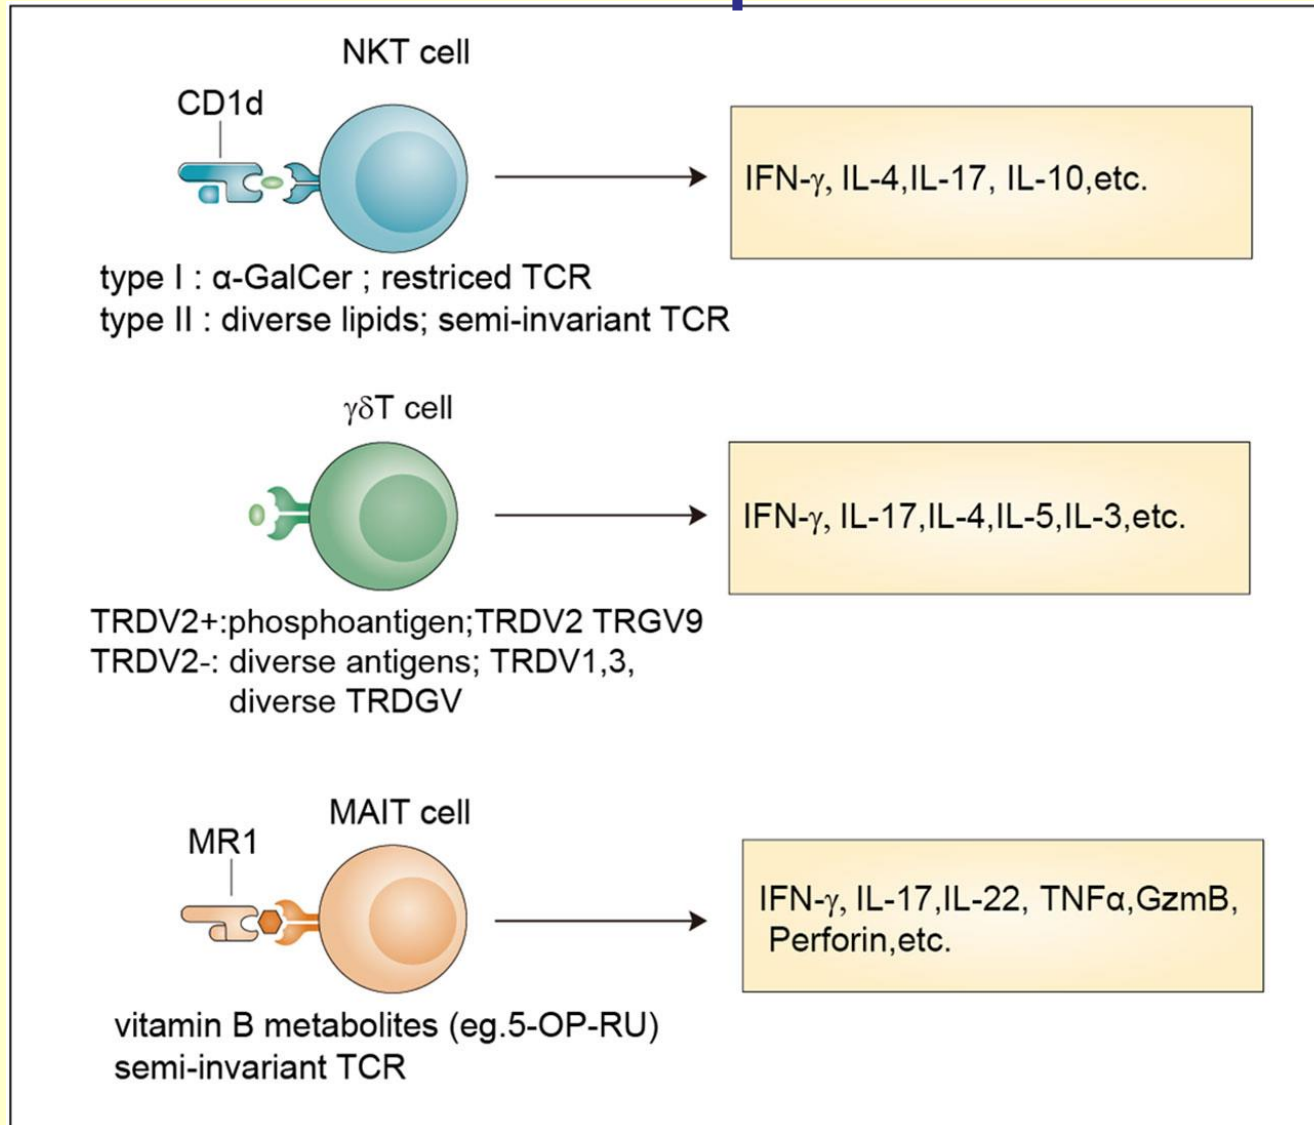 NKT cell
CD1d
IFN-γ, IL-4,IL-17, IL-10,etc.
type I : α-GalCer ; restriced TCR
type II : diverse lipids; semi-invariant TCR
γδT cell
IFN-γ, IL-17,IL-4,IL-5,IL-3,etc.
TRDV2+:phosphoantigen;TRDV2 TRGV9
TRDV2-: diverse antigens; TRDV1,3,
diverse TRDGV
MAIT cell
MR1
IFN-γ, IL-17,IL-22, TNFα,GzmB,
Perforin,etc.
vitamin B metabolites (eg.5-OP-RU)
semi-invariant TCR